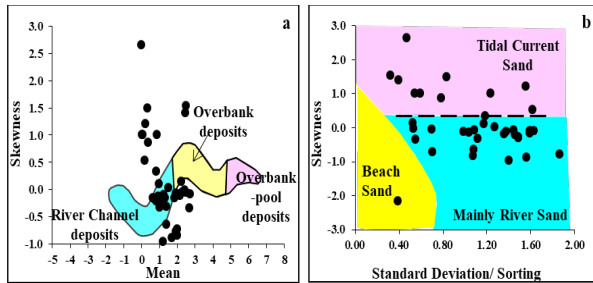 a
3.0
2.5
2.0
1.5
1.0
0.5
0.0
-0.5
-1.0
Skewness
Overbank
deposits
Overbank
-pool
deposits
River Channel
deposits
-2 -1 0 1 2 3 4 5 6 7 8
Mean
b
3.0
2.0
1.0
0.0
-1.0
-2.0
-3.0
Skewness
Tidal Current
Sand
Beach
Sand
Mainly River Sand
0.00 0.40 0.80 1.20 1.60 2.00
Standard Deviation/ Sorting